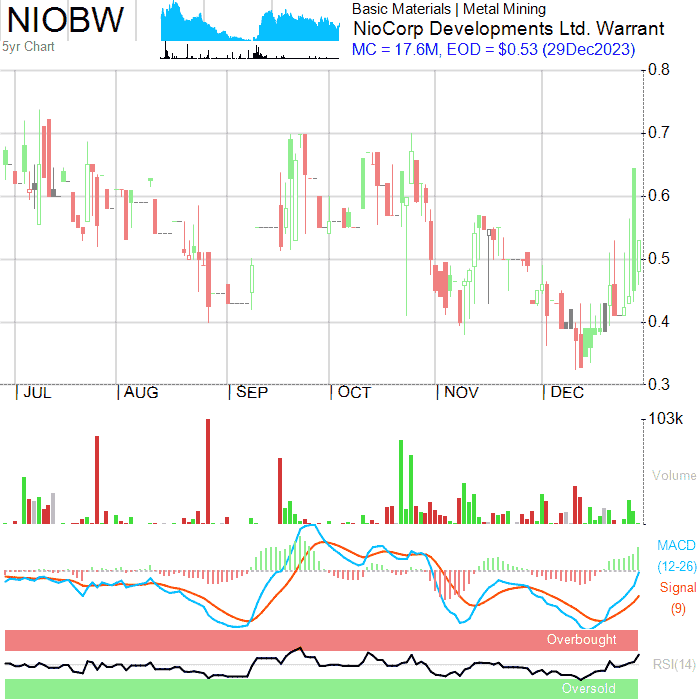 NIOBW
5yr Chart
Basic Materials | Metal Mining
NioCorp Developments Ltd. Warrant
MC = 17.6M, EOD = $0.53 (29Dec2023)
0.8
0.7
0.6
0.5
0.4
0.3
| JUL | AUG | SEP | OCT | NOV | DEC
103k
Volume
MACD
(12-26)
Signal
(9)
Overbought
RSI(14)
Oversold